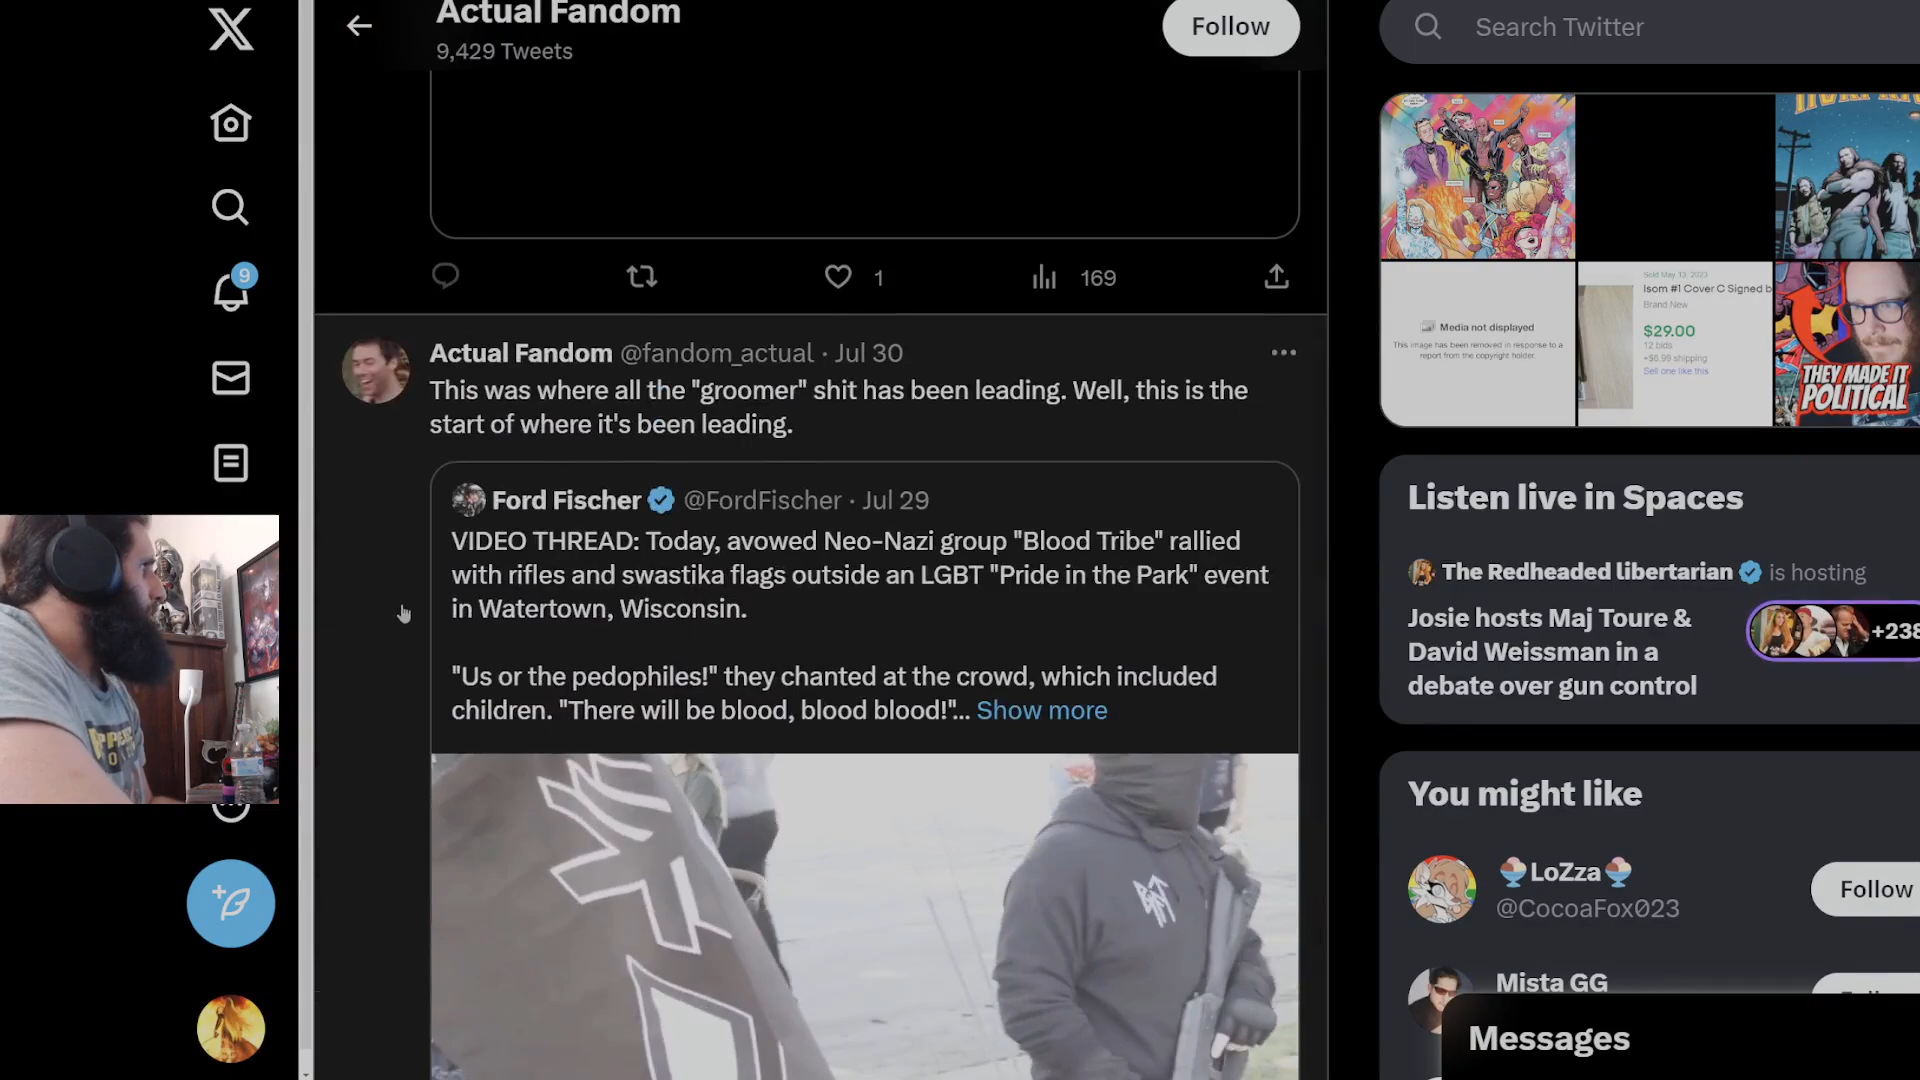 Actual Fandom
9,429 Tweets
Follow
Search Twitter
9
1
169
Media not displayed
This image has been removed in response to a
report from the copyright holder.
Sold May 13, 2023
Isom #1 Cover C Signed b
Brand New
$29.00
12 bids
+$6.99 shipping
Sell one like this
THEY MADE IT
POLITICAL
Actual Fandom @fandom_actual · Jul 30
This was where all the "groomer" shit has been leading. Well, this is the
start of where it's been leading.
Ford Fischer @FordFischer · Jul 29
VIDEO THREAD: Today, avowed Neo-Nazi group "Blood Tribe" rallied
with rifles and swastika flags outside an LGBT "Pride in the Park" event
in Watertown, Wisconsin.
"Us or the pedophiles!" they chanted at the crowd, which included
children. "There will be blood, blood blood!"... Show more
Listen live in Spaces
The Redheaded libertarian is hosting
Josie hosts Maj Toure &
David Weissman in a
debate over gun control
+238
You might like
LoZza
@CocoaFox023
Follow
Mista GG
Messages